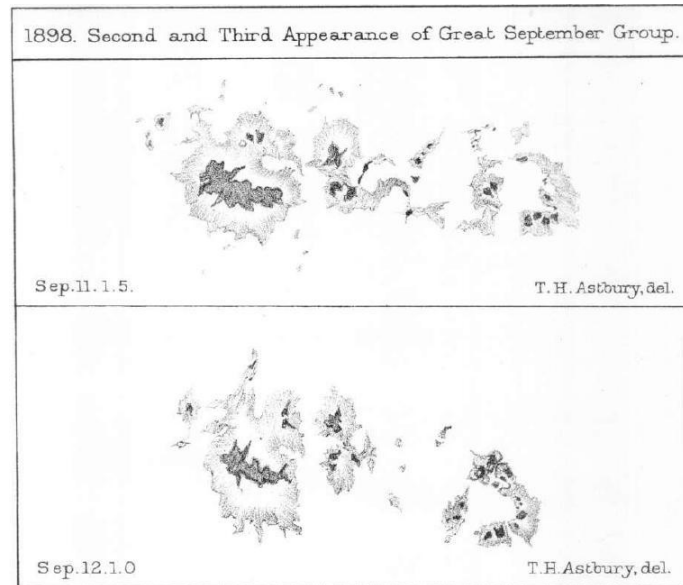 1898. Second and Third Appearance of Great September Group.
Sep.11.1.5. T.H.Astbury, del.
Sep.12.1.0 T.H.Astbury, del.